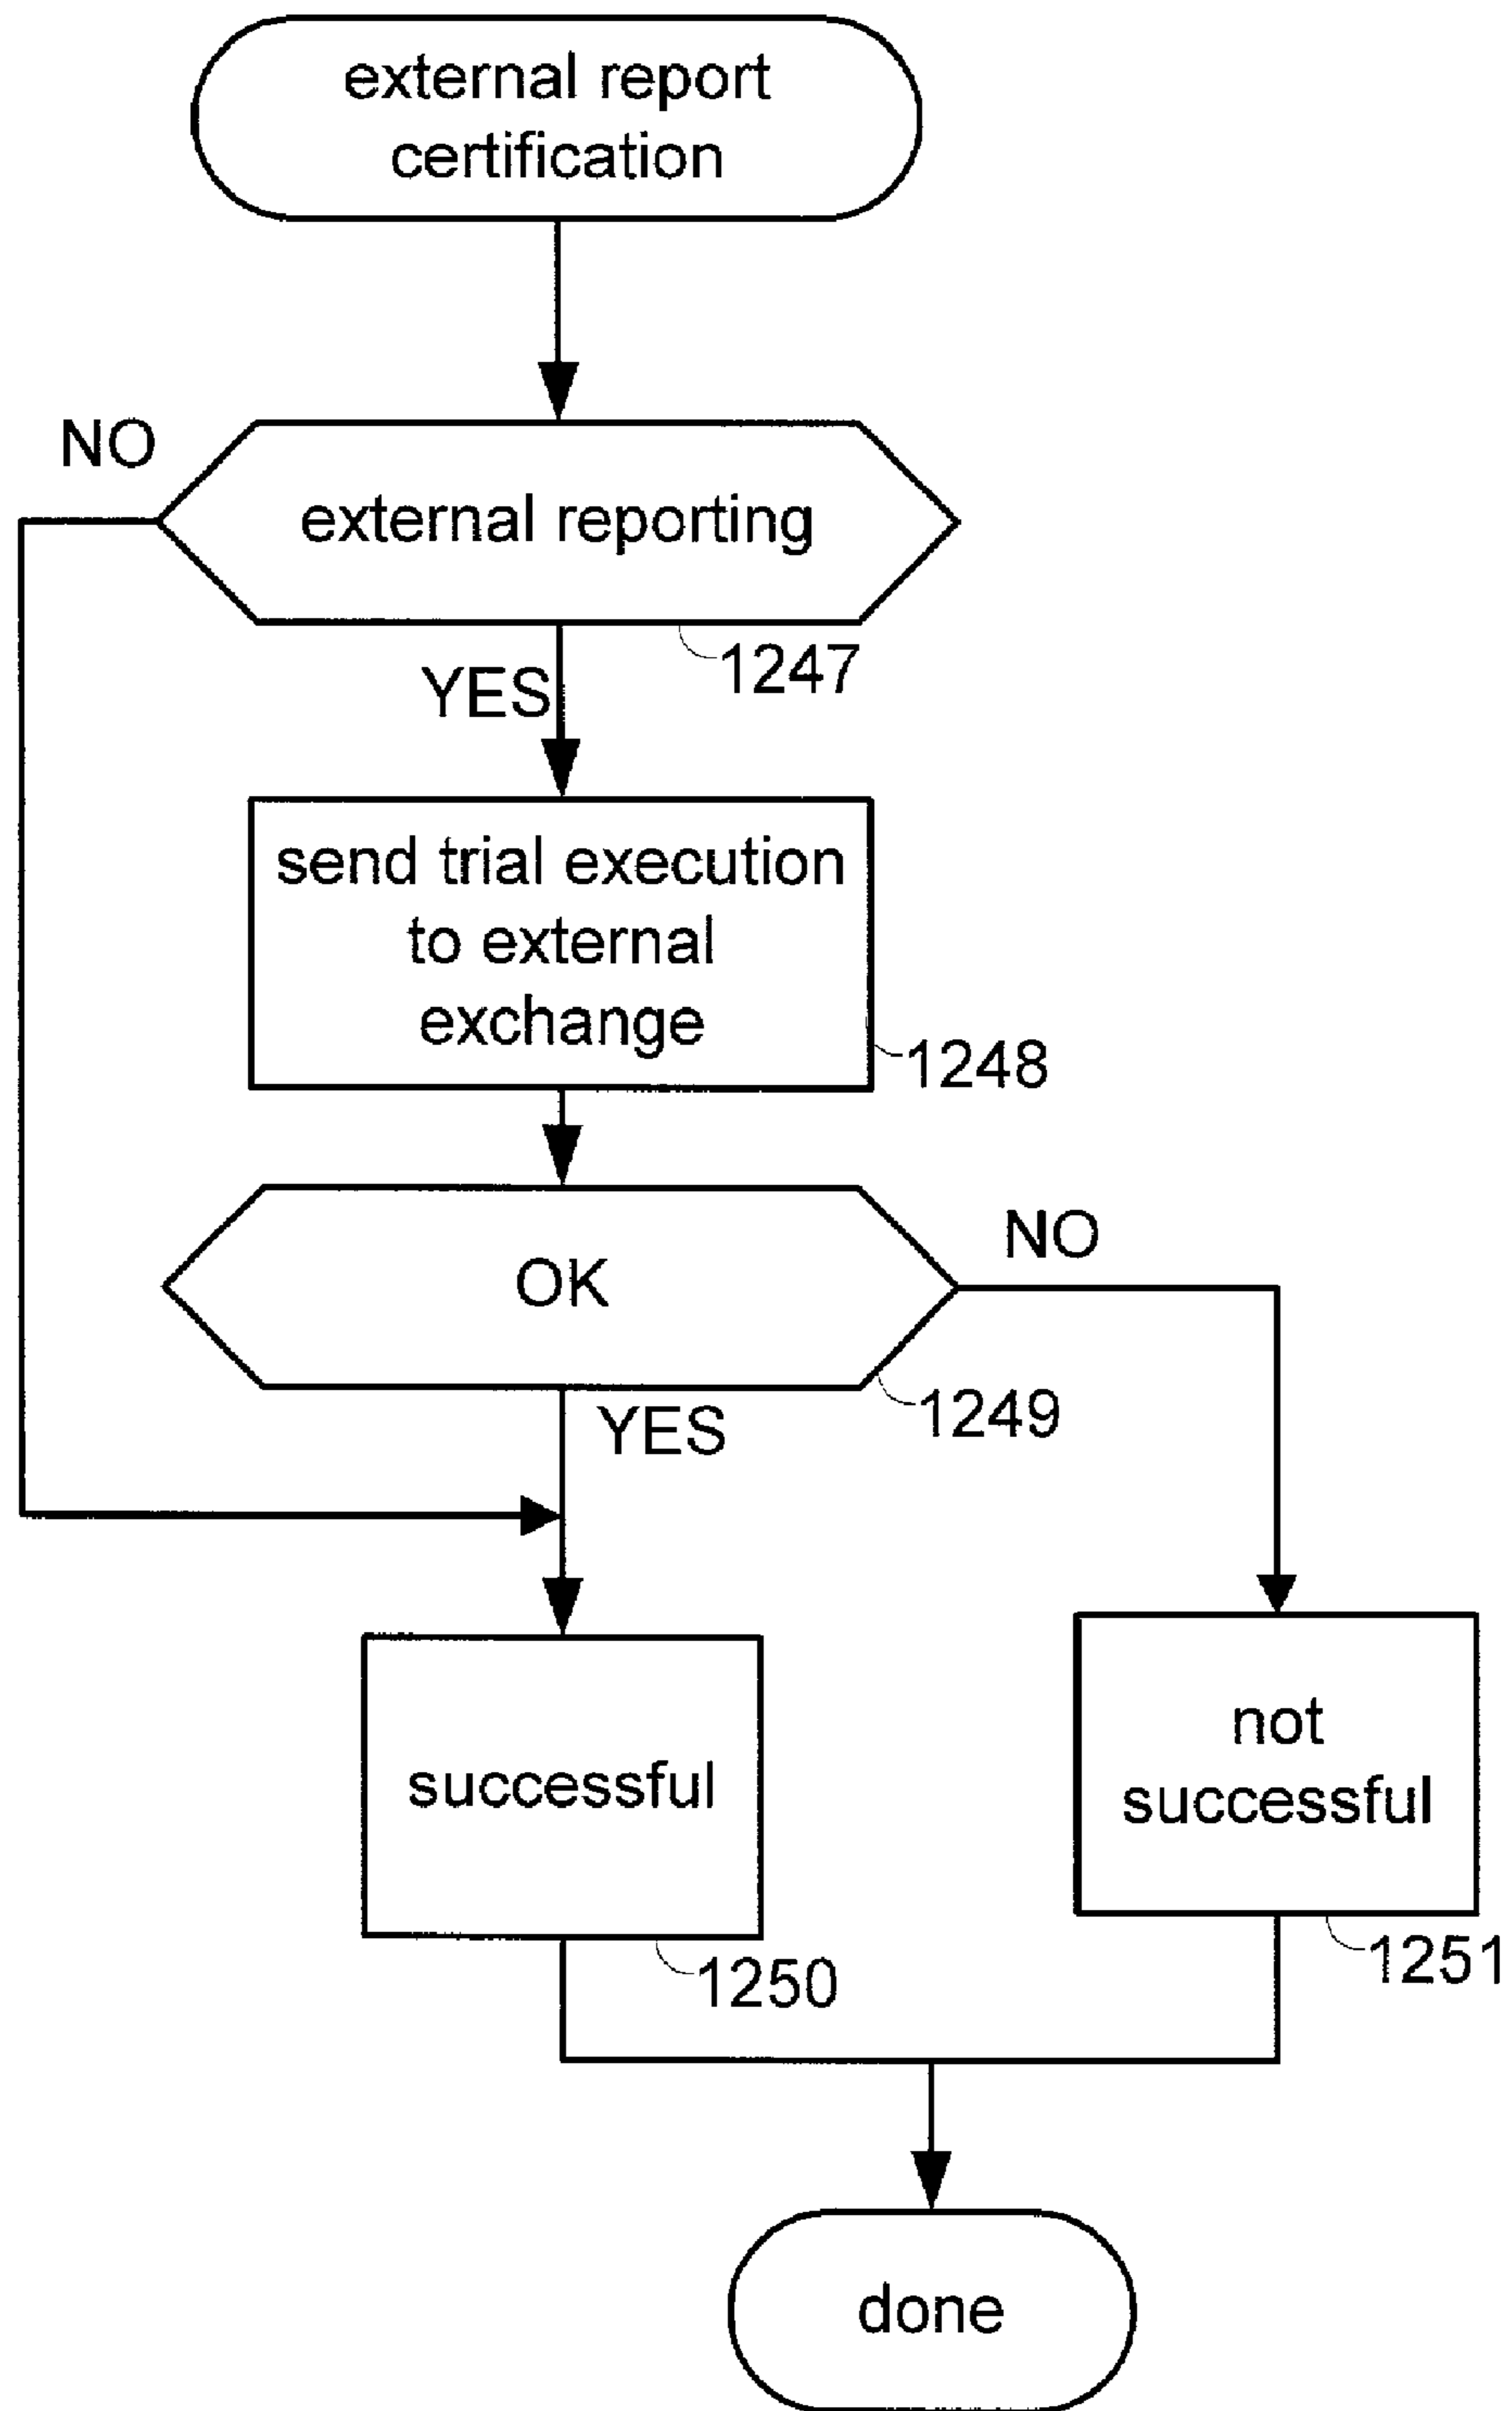 external report
certification
NO
external reporting
1247
YES
send trial execution
to external
exchange
1248
NO
OK
1249
YES
successful
1250
not
successful
1251
done